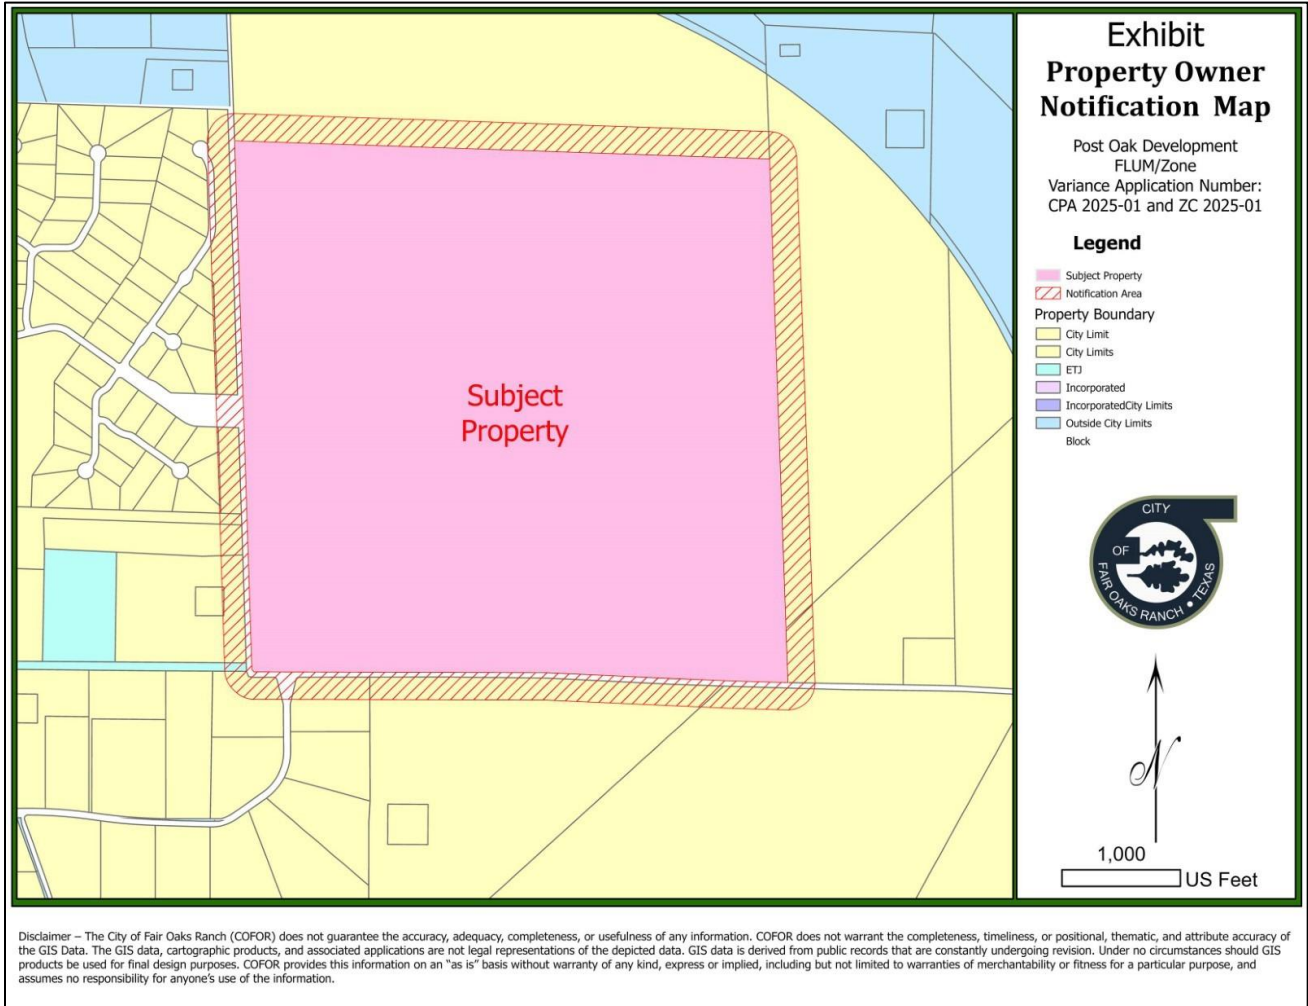 Exhibit
Property Owner
Notification Map
Post Oak Development
FLUM/Zone
Variance Application Number:
CPA 2025-01 and ZC 2025-01
Legend
Subject Property
Notification Area
Property Boundary
City Limit
City Limits
ETJ
Incorporated
IncorporatedCity Limits
Outside City Limits
Block
Subject
Property
CITY
OF
FAIR OAKS RANCH • TEXAS
N
1,000
US Feet
Disclaimer – The City of Fair Oaks Ranch (COFOR) does not guarantee the accuracy, adequacy, completeness, or usefulness of any information. COFOR does not warrant the completeness, timeliness, or positional, thematic, and attribute accuracy of
the GIS Data. The GIS data, cartographic products, and associated applications are not legal representations of the depicted data. GIS data is derived from public records that are constantly undergoing revision. Under no circumstances should GIS
products be used for final design purposes. COFOR provides this information on an "as is" basis without warranty of any kind, express or implied, including but not limited to warranties of merchantability or fitness for a particular purpose, and
assumes no responsibility for anyone's use of the information.